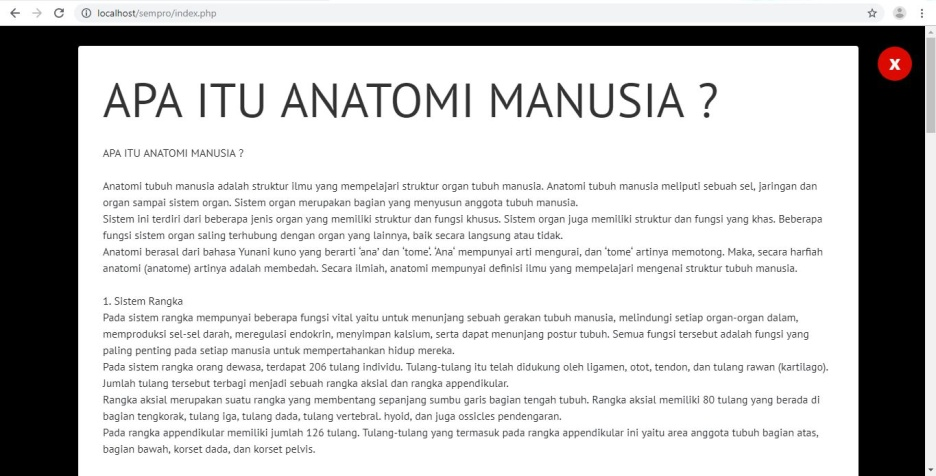 localhost/sempro/index.php
x
APA ITU ANATOMI MANUSIA ?
APA ITU ANATOMI MANUSIA ?
Anatomi tubuh manusia adalah struktur ilmu yang mempelajari struktur organ tubuh manusia. Anatomi tubuh manusia meliputi sebuah sel, jaringan dan
organ sampai sistem organ. Sistem organ merupakan bagian yang menyusun anggota tubuh manusia.
Sistem ini terdiri dari beberapa jenis organ yang memiliki struktur dan fungsi khusus. Sistem organ juga memiliki struktur dan fungsi yang khas. Beberapa
fungsi sistem organ saling terhubung dengan organ yang lainnya, baik secara langsung atau tidak.
Anatomi berasal dari bahasa Yunani kuno yang berarti ‘ana’ dan ‘tome‘. ‘Ana‘ mempunyai arti mengurai, dan ‘tome‘ artinya memotong. Maka, secara harfiah
anatomi (anatome) artinya adalah membedah. Secara ilmiah, anatomi mempunyai definisi ilmu yang mempelajari mengenai struktur tubuh manusia.
1. Sistem Rangka
Pada sistem rangka mempunyai beberapa fungsi vital yaitu untuk menunjang sebuah gerakan tubuh manusia, melindungi setiap organ-organ dalam,
memproduksi sel-sel darah, meregulasi endokrin, menyimpan kalsium, serta dapat menunjang postur tubuh. Semua fungsi tersebut adalah fungsi yang
paling penting pada setiap manusia untuk mempertahankan hidup mereka.
Pada sistem rangka orang dewasa, terdapat 206 tulang individu. Tulang-tulang itu telah didukung oleh ligamen, otot, tendon, dan tulang rawan (kartilago).
Jumlah tulang tersebut terbagi menjadi sebuah rangka aksial dan rangka appendikular.
Rangka aksial merupakan suatu rangka yang membentang sepanjang sumbu garis bagian tengah tubuh. Rangka aksial memiliki 80 tulang yang berada di
bagian tengkorak, tulang iga, tulang dada, tulang vertebral. hyoid, dan juga ossicles pendengaran.
Pada rangka appendikular memiliki jumlah 126 tulang. Tulang-tulang yang termasuk pada rangka appendikular ini yaitu area anggota tubuh bagian atas,
bagian bawah, korset dada, dan korset pelvis.